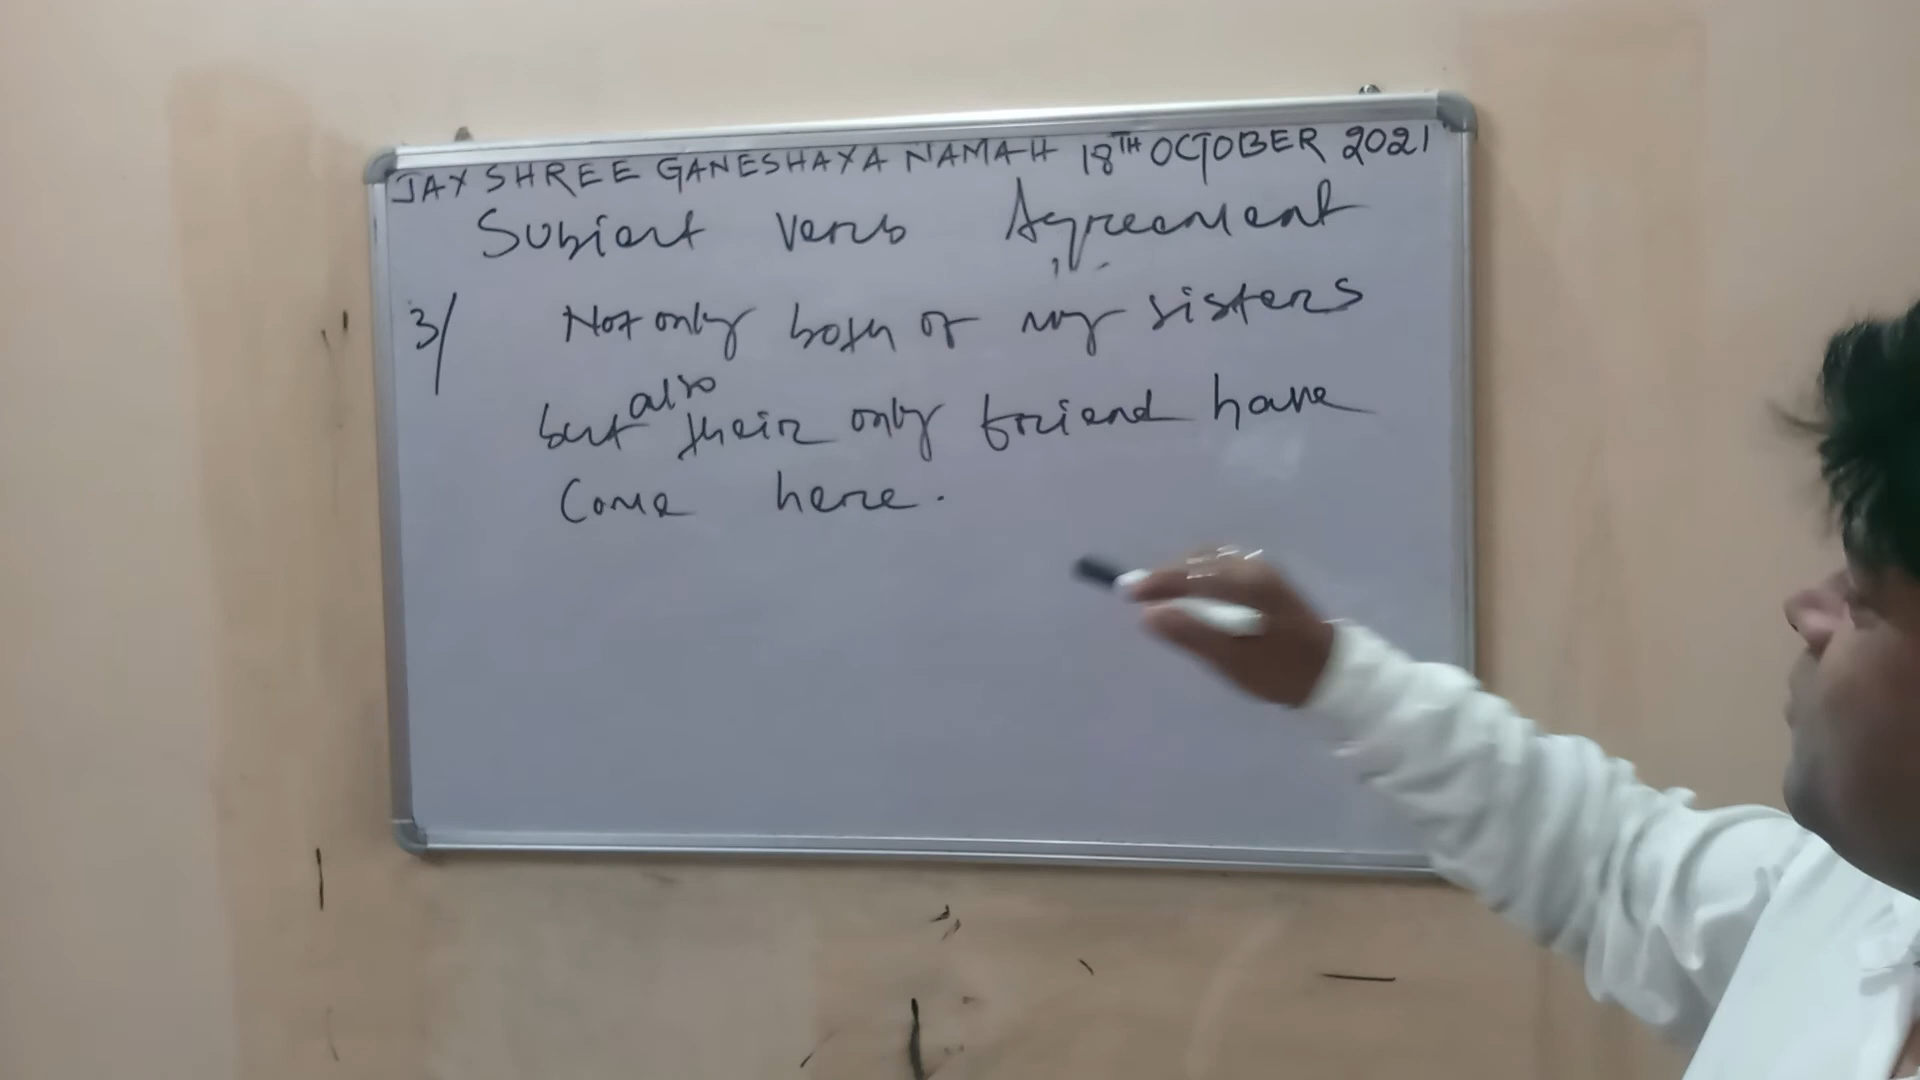 JAY SHREE GANESHAYA NAMAH 18TH OCTOBER 2021
Subject Verb Agreement
3/ Not only both of my sisters
but also their only friend have
come here.